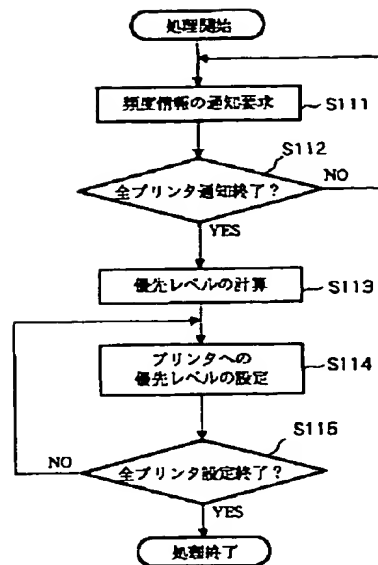 処理開始
頻度情報の通知要求
S111
S112
全プリンタ通知終了?
NO
YES
優先レベルの計算
S113
プリンタへの
優先レベルの設定
S114
S115
NO
全プリンタ設定終了?
YES
処理終了